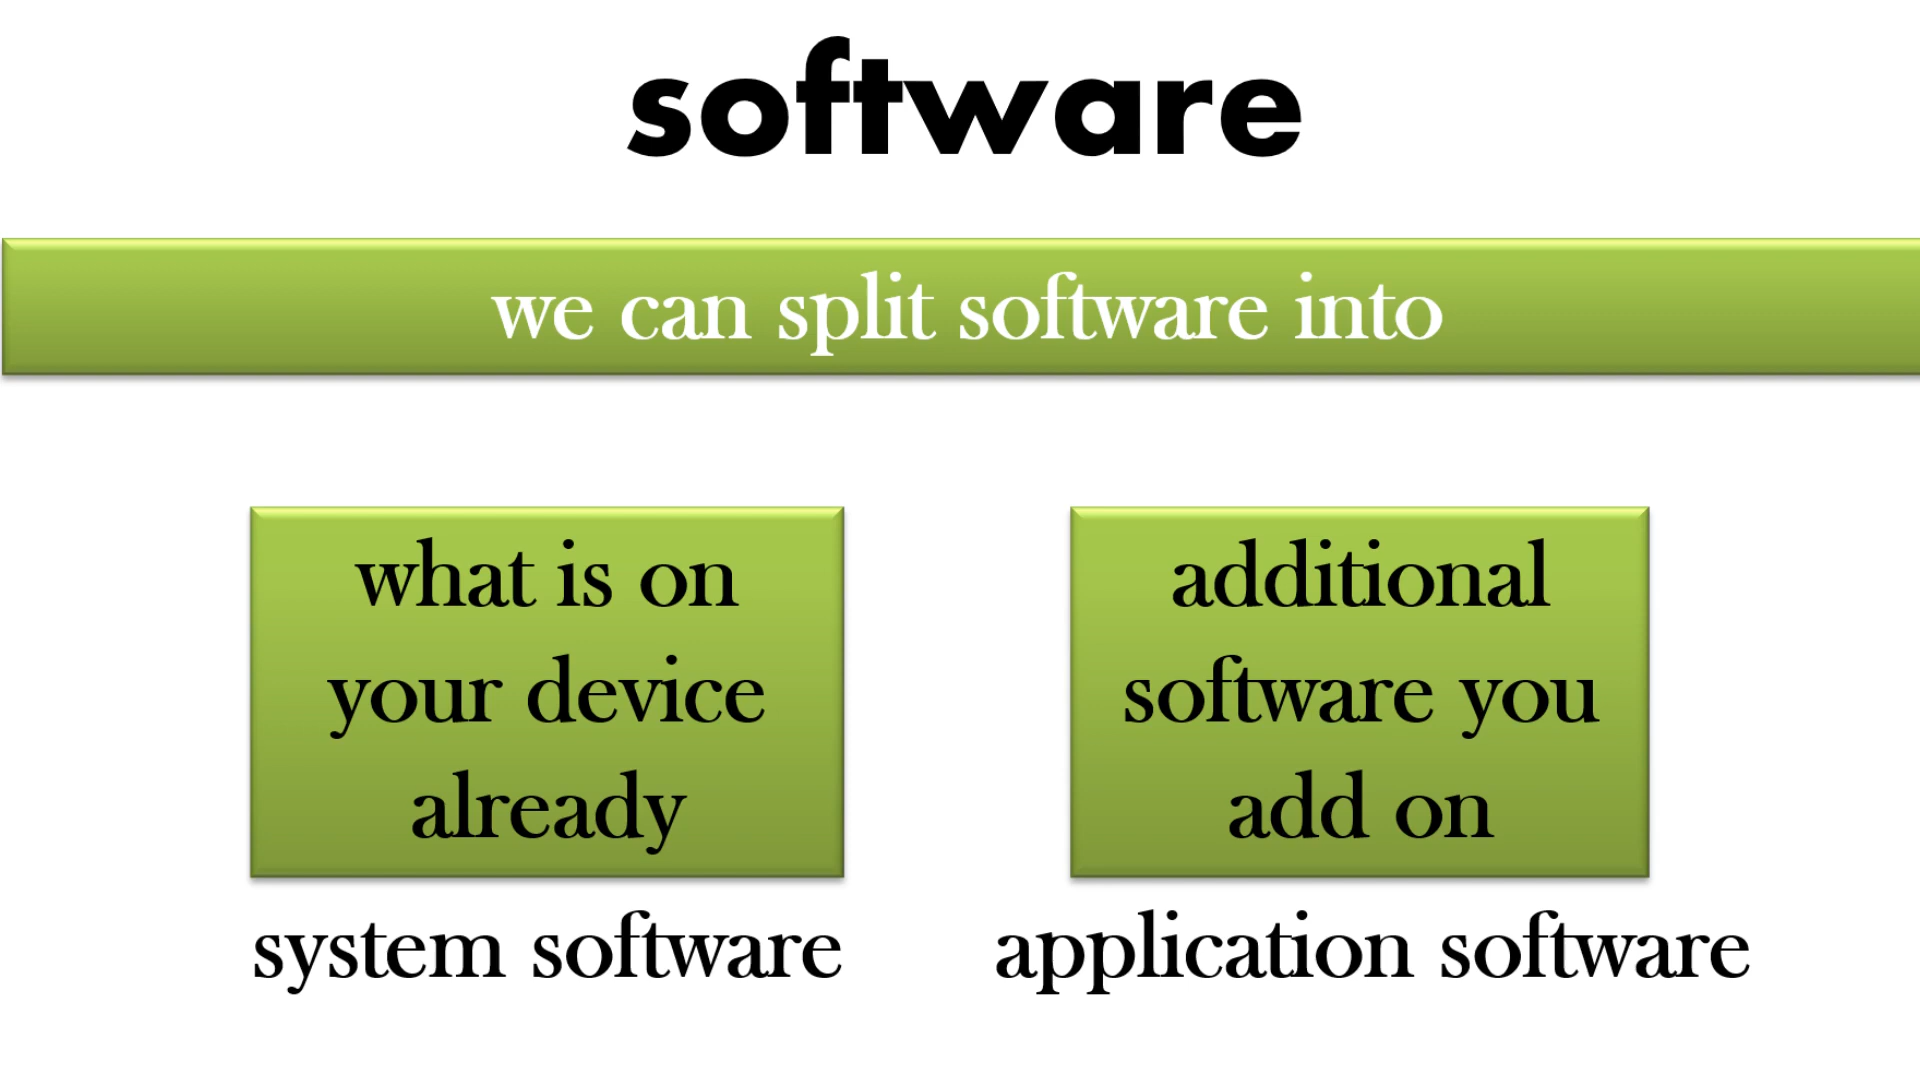 software
we can split software into
what is on
your device
already
additional
software you
add on
system software
application software